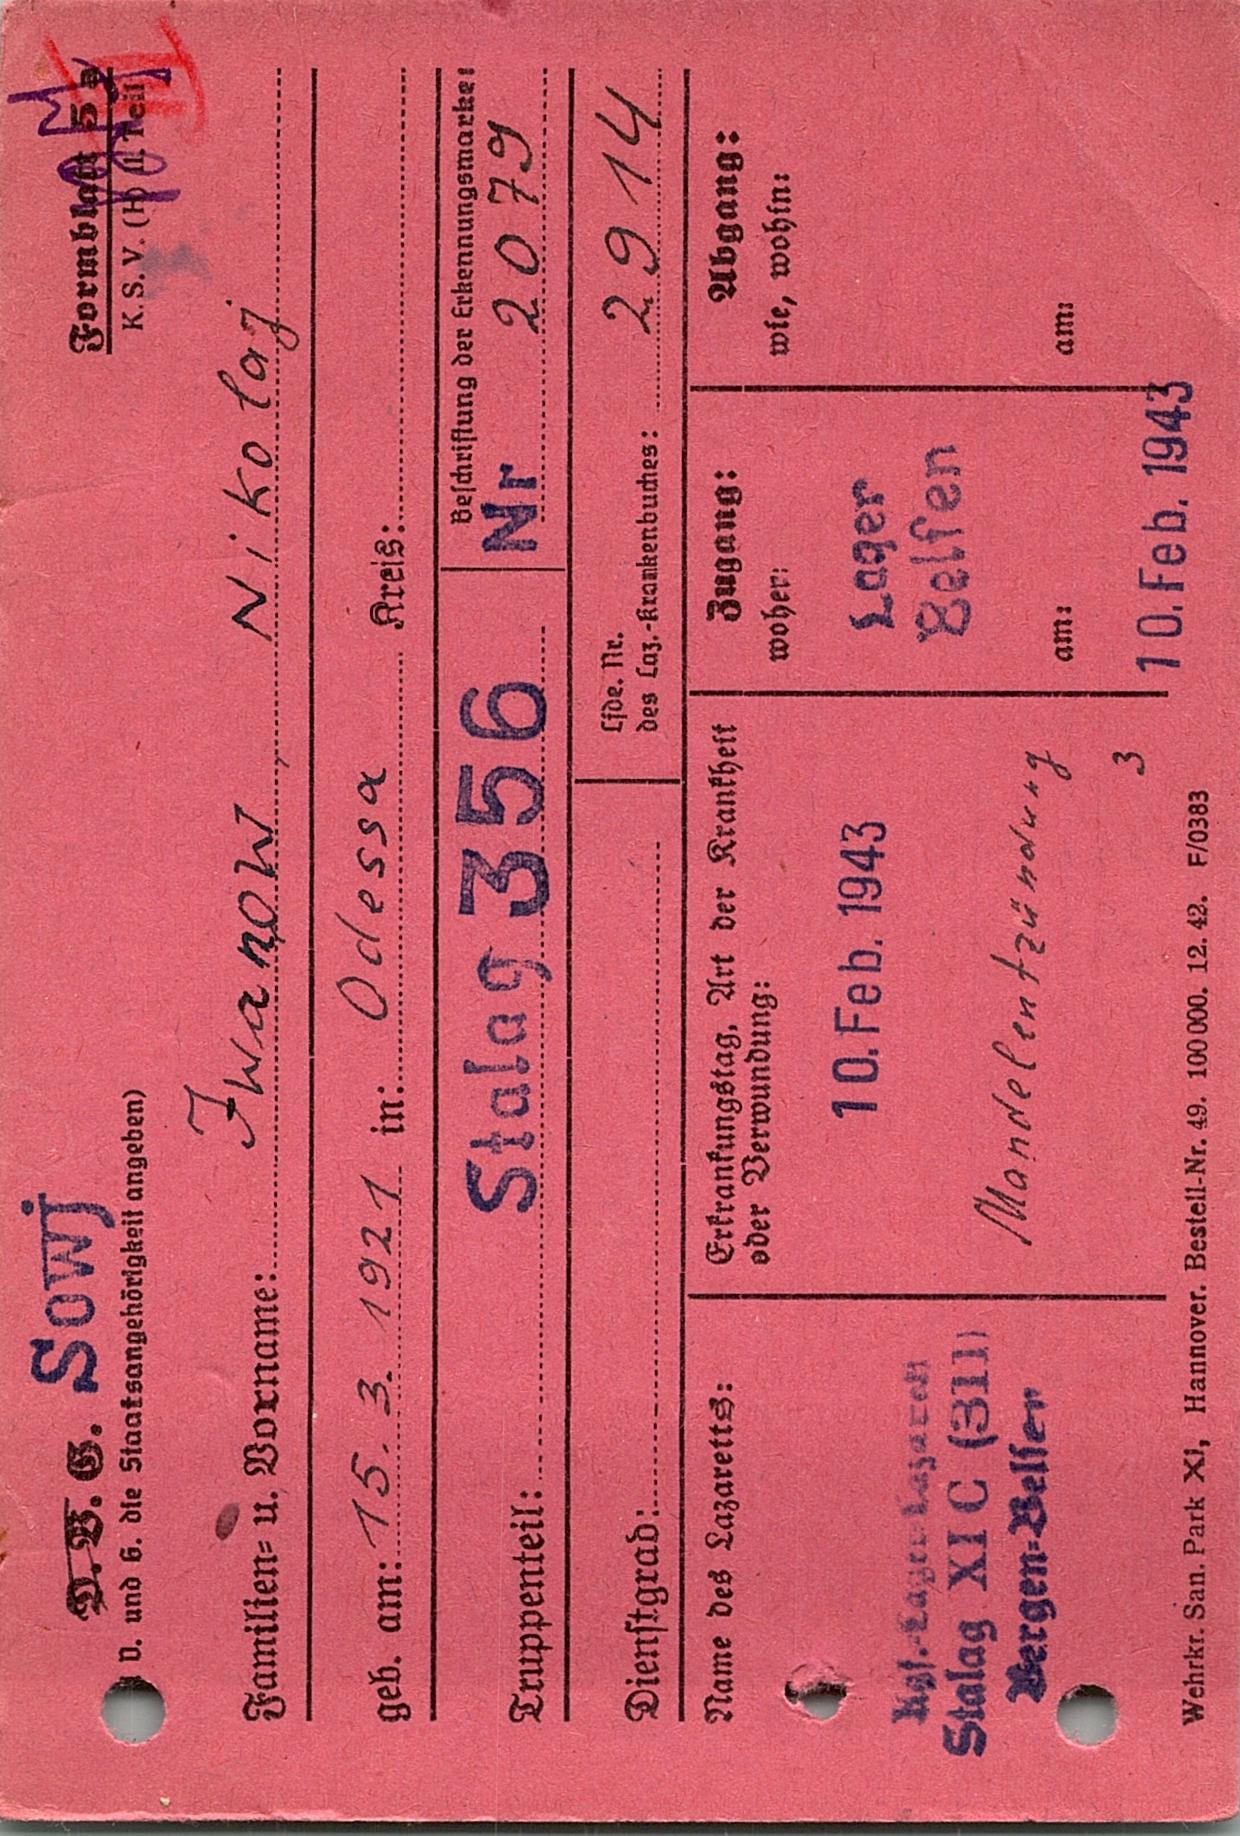 D. V. G. Sowj
(D. und G. die Staatsangehörigkeit angeben)
Formblatt 5a
K. S. V. (H) II. Teil
Familien- u. Vorname: Iwanow, Nikolaj
geb. am: 15. 3. 1921 in: Odessa Kreis:
Truppenteil: Stalag 356
Beschriftung der Erkennungsmarke:
Nr 2079
Dienstgrad:
Lfde. Nr.
des Laz.-Krankenbuches: 2914
Name des Lazaretts:
Kgf.-Lager-Lazarett
Stalag XI C (311)
Bergen-Belsen
Erkrankungstag, Art der Krankheit
oder Verwundung:
10. Feb. 1943
Mandelentzündung
3
Zugang:
woher:
Lager
Belsen
am:
10. Feb. 1943
Abgang:
wie, wohin:
am:
Wehrkr. San. Park XI, Hannover. Bestell-Nr. 49. 100000. 12. 42. F/0383